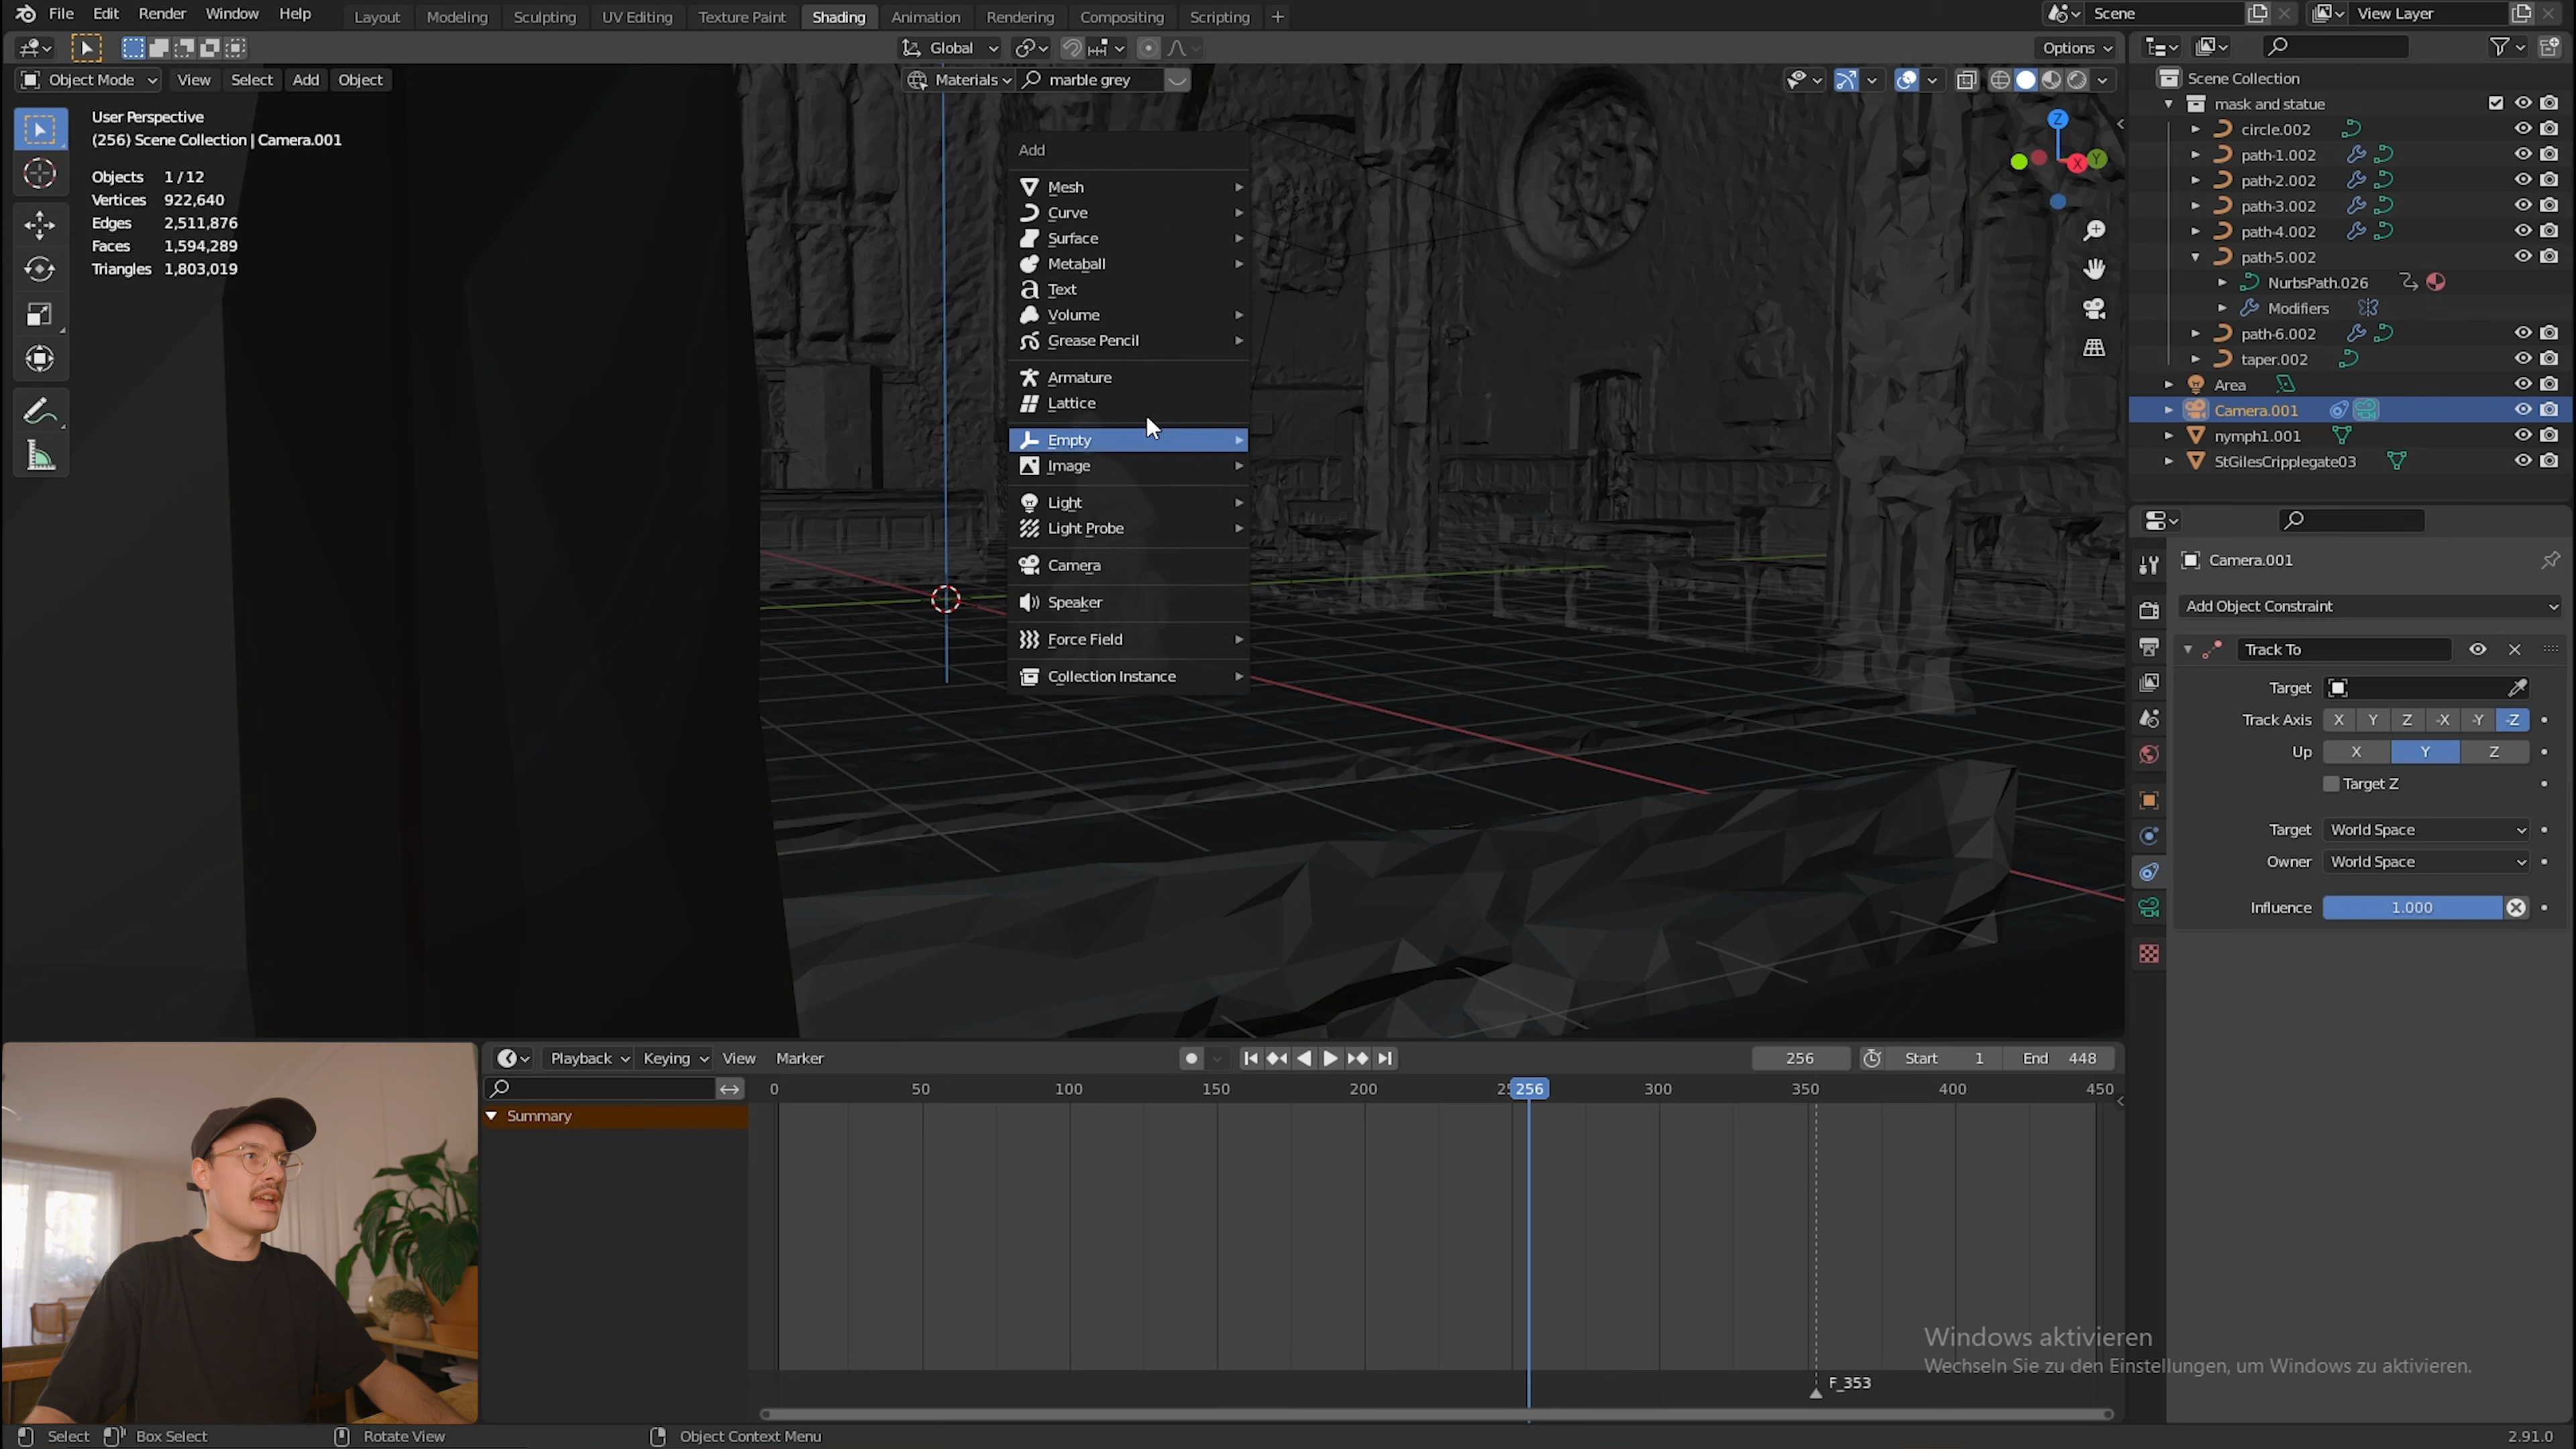 File Edit Render Window Help Layout Modeling Sculpting UV Editing Texture Paint Shading Animation Rendering Compositing Scripting + Scene View Layer
Global Options
Object Mode View Select Add Object Materials marble grey
User Perspective
(256) Scene Collection | Camera.001
Objects 1/12
Vertices 922,640
Edges 2,511,876
Faces 1,594,289
Triangles 1,803,019
Add
Mesh
Curve
Surface
Metaball
Text
Volume
Grease Pencil
Armature
Lattice
Empty
Image
Light
Light Probe
Camera
Speaker
Force Field
Collection Instance
Z
X
Y
Scene Collection
mask and statue
circle.002
path-1.002
path-2.002
path-3.002
path-4.002
path-5.002
NurbsPath.026
Modifiers
path-6.002
taper.002
Area
Camera.001
nymph1.001
StGilesCripplegate03
Camera.001
Add Object Constraint
Track To
Target
Track Axis X Y Z -X -Y -Z
Up X Y Z
Target Z
Target World Space
Owner World Space
Influence 1.000
Playback Keying View Marker 256 Start 1 End 448
0 50 100 150 200 25 256 300 350 400 450
Summary
F_353
Windows aktivieren
Wechseln Sie zu den Einstellungen, um Windows zu aktivieren.
Select Box Select Rotate View Object Context Menu 2.91.0